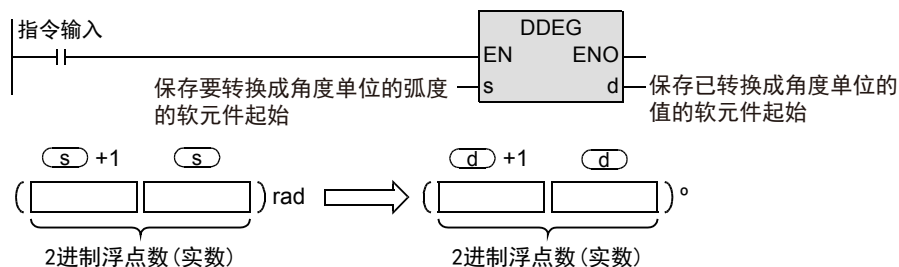 指令输入
DDEG
EN ENO
保存要转换成角度单位的弧度
的软元件起始
s d
保存已转换成角度单位的
值的软元件起始
s +1 s
d +1 d
( ) rad ( ) °
2进制浮点数(实数) 2进制浮点数(实数)